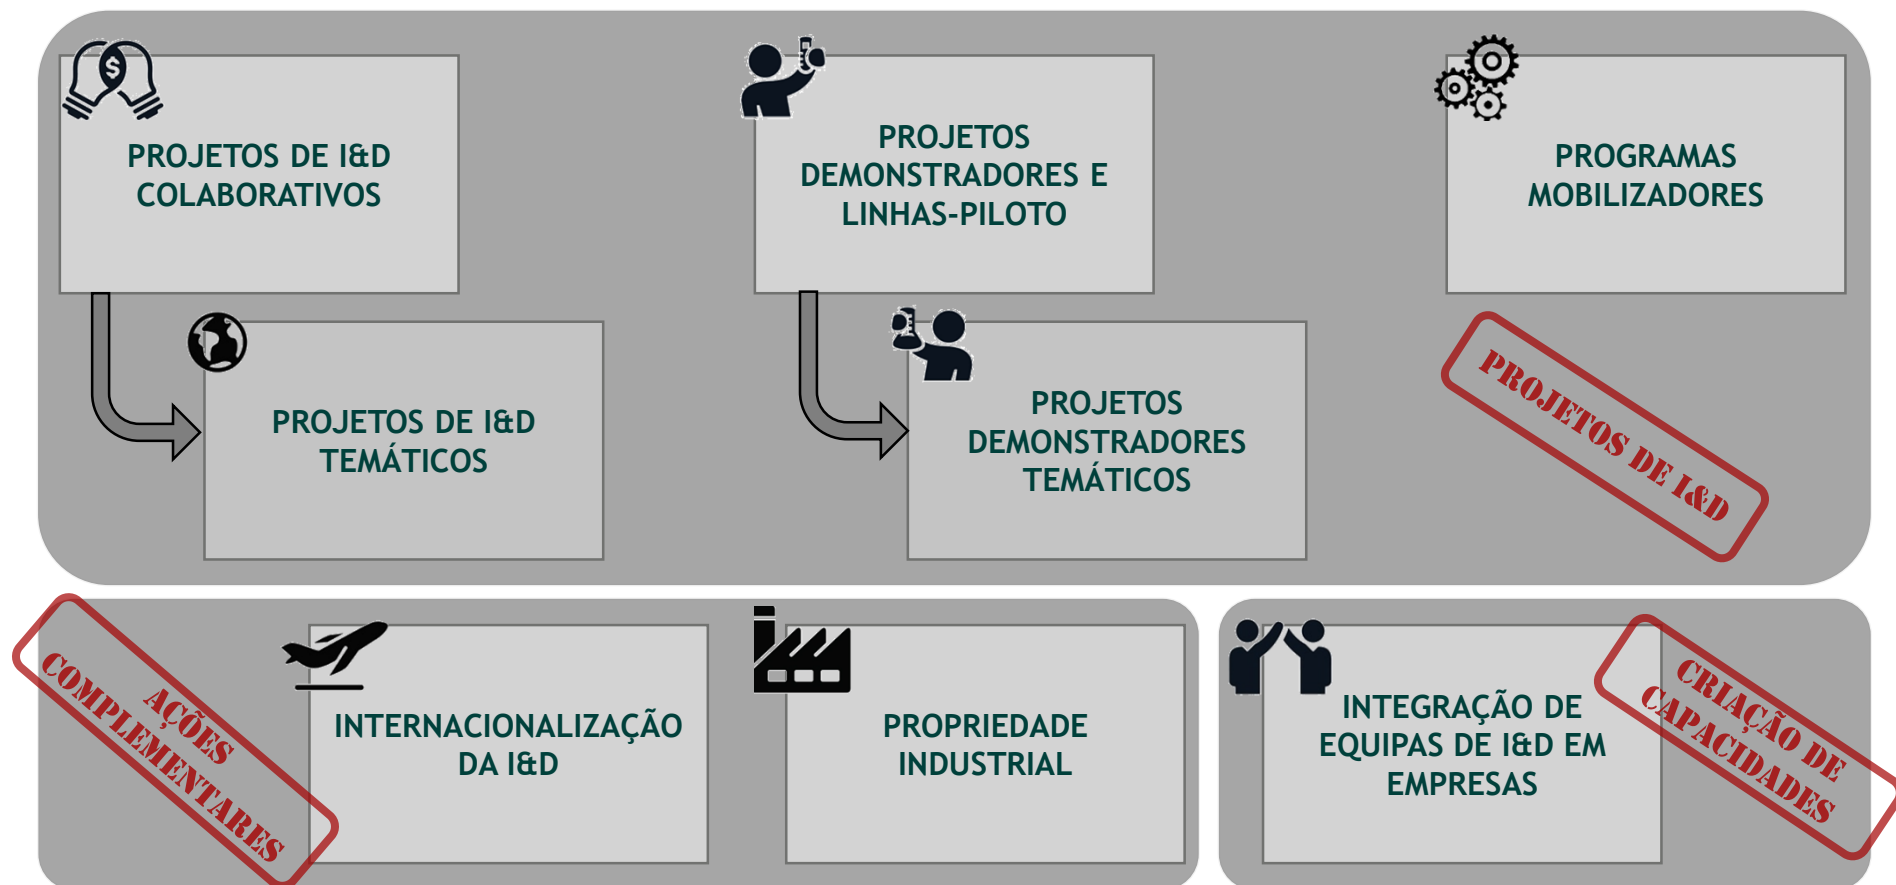 $
PROJETOS DE I&D
COLABORATIVOS
PROJETOS
DEMONSTRADORES E
LINHAS-PILOTO
PROGRAMAS
MOBILIZADORES
PROJETOS DE I&D
TEMÁTICOS
PROJETOS
DEMONSTRADORES
TEMÁTICOS
PROJETOS DE I&D
AÇÕES
COMPLEMENTARES
INTERNACIONALIZAÇÃO
DA I&D
PROPRIEDADE
INDUSTRIAL
INTEGRAÇÃO DE
EQUIPAS DE I&D EM
EMPRESAS
CRIAÇÃO DE
CAPACIDADES